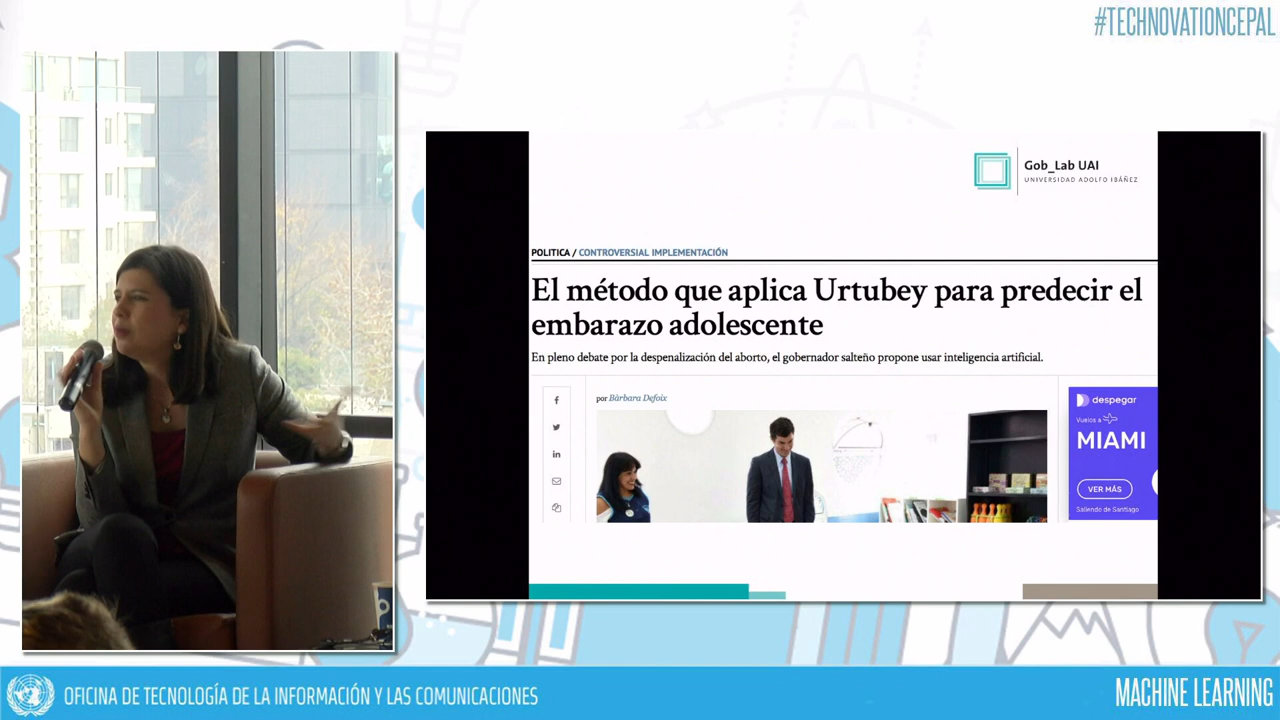 #TECHNOVATIONCEPAL
Gob_Lab UAI
UNIVERSIDAD ADOLFO IBÁÑEZ
POLITICA / CONTROVERSIAL IMPLEMENTACIÓN
El método que aplica Urtubey para predecir el
embarazo adolescente
En pleno debate por la despenalización del aborto, el gobernador salteño propone usar inteligencia artificial.
por Bárbara Defoix
despegar
Vuelos a
MIAMI
VER MÁS
Saliendo de Santiago
OFICINA DE TECNOLOGÍA DE LA INFORMACIÓN Y LAS COMUNICACIONES
MACHINE LEARNING